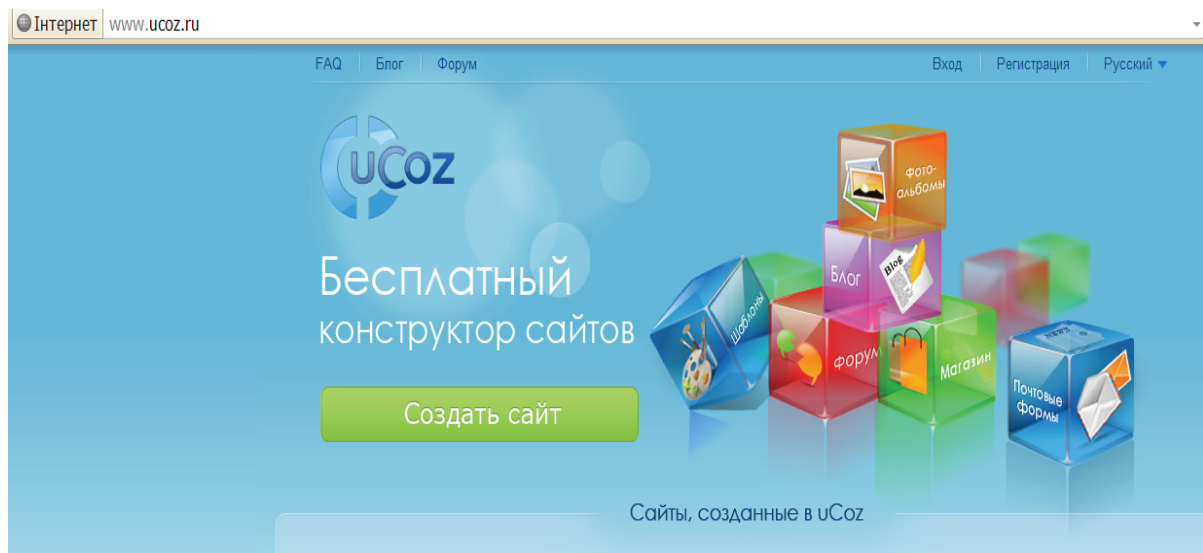 Інтернет www.ucoz.ru
FAQ Блог Форум Вход Регистрация Русский
uCoz
Бесплатный
конструктор сайтов
Создать сайт
Фото-
альбомы
Блог
Blog
Шаблоны
Форум
Магазин
Почтовые
формы
NEWS
Сайты, созданные в uCoz